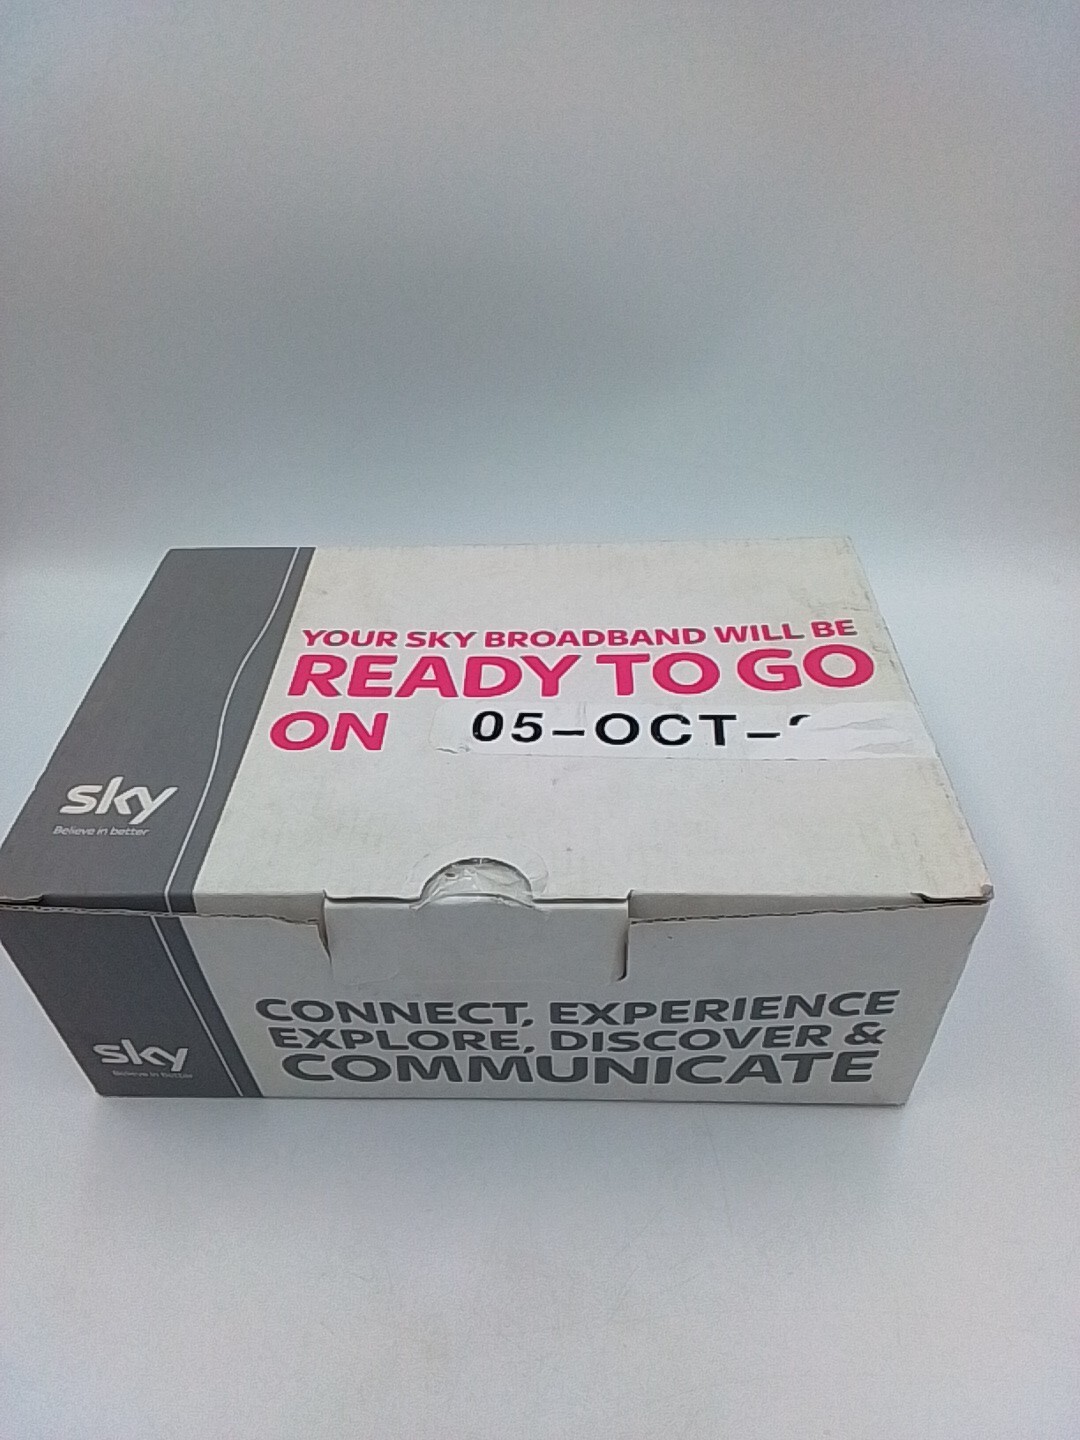 YOUR SKY BROADBAND WILL BE
READY TO GO
ON 05-OCT-
sky
Believe in better
CONNECT, EXPERIENCE
EXPLORE, DISCOVER &
COMMUNICATE
sky
Believe in better